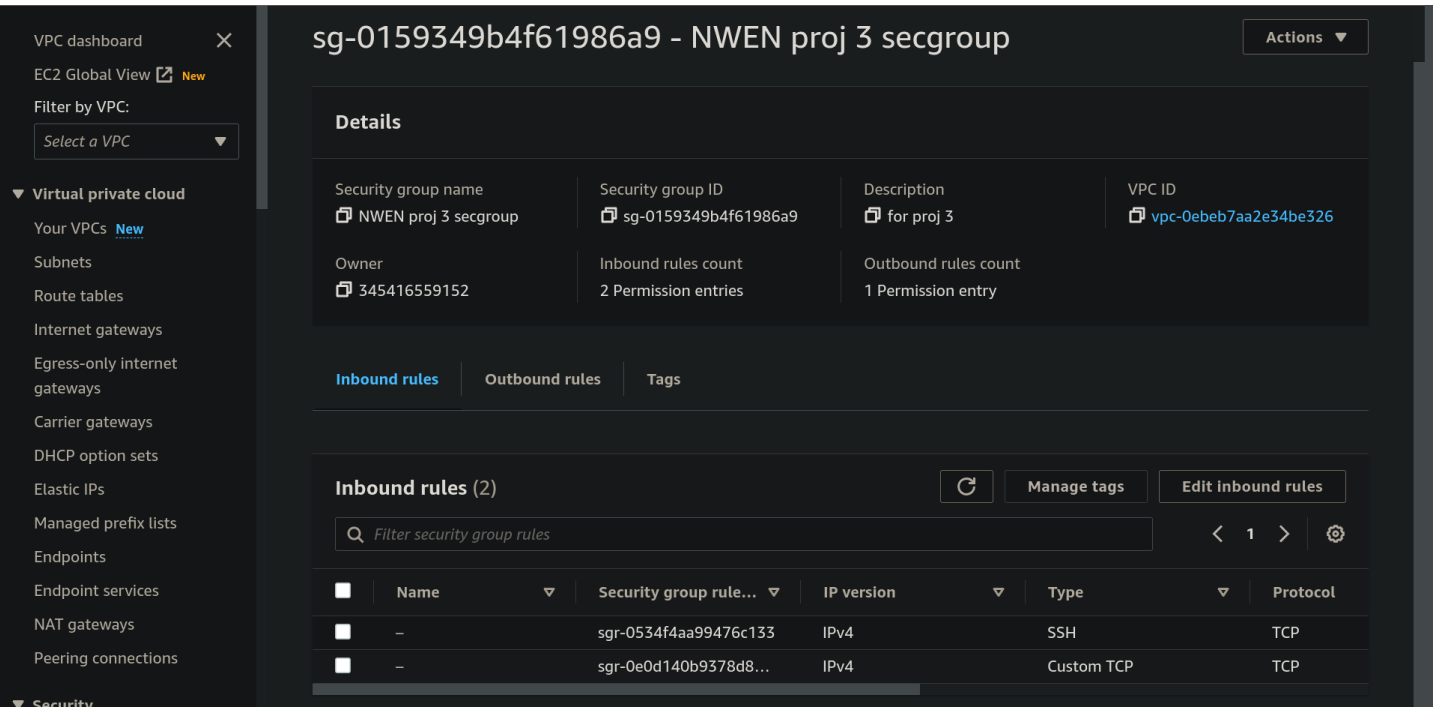 VPC dashboard
EC2 Global View New
Filter by VPC:
Select a VPC
Virtual private cloud
Your VPCs New
Subnets
Route tables
Internet gateways
Egress-only internet
gateways
Carrier gateways
DHCP option sets
Elastic IPs
Managed prefix lists
Endpoints
Endpoint services
NAT gateways
Peering connections
Security
sg-0159349b4f61986a9 - NWEN proj 3 secgroup
Actions
Details
Security group name
NWEN proj 3 secgroup
Security group ID
sg-0159349b4f61986a9
Description
for proj 3
VPC ID
vpc-0ebeb7aa2e34be326
Owner
345416559152
Inbound rules count
2 Permission entries
Outbound rules count
1 Permission entry
Inbound rules Outbound rules Tags
Inbound rules (2)
Manage tags
Edit inbound rules
Filter security group rules
1
Name Security group rule... IP version Type Protocol
– sgr-0534f4aa99476c133 IPv4 SSH TCP
– sgr-0e0d140b9378d8... IPv4 Custom TCP TCP